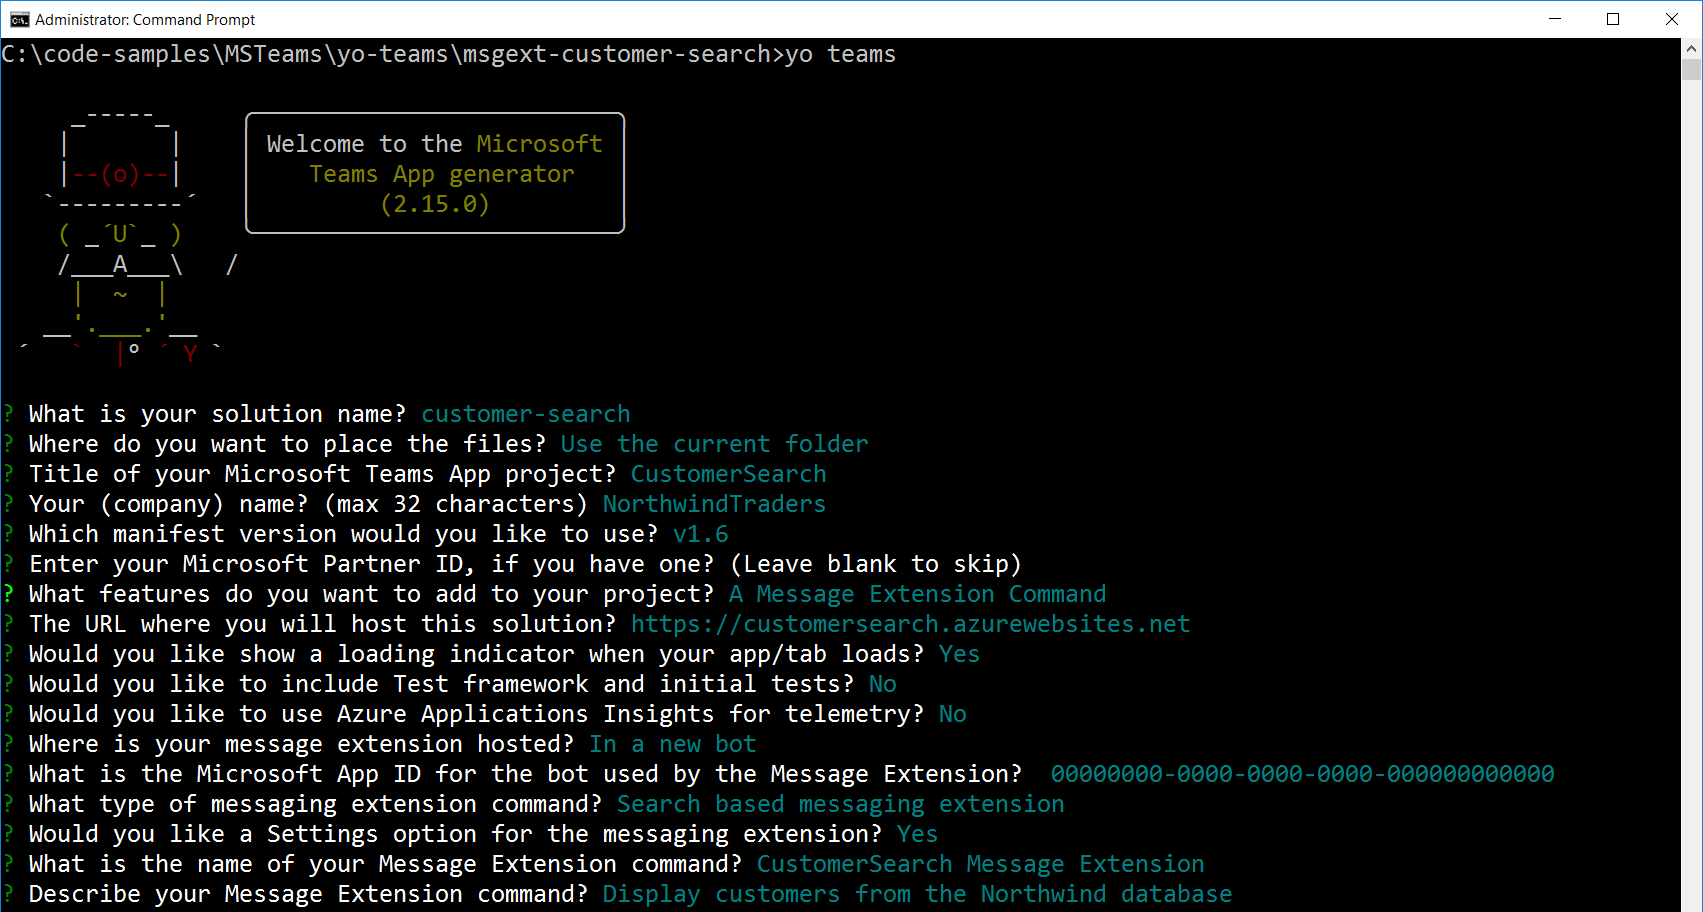 Administrator: Command Prompt
C:\code-samples\MSTeams\yo-teams\msgext-customer-search>yo teams
Welcome to the Microsoft
Teams App generator
(2.15.0)
? What is your solution name? customer-search
? Where do you want to place the files? Use the current folder
? Title of your Microsoft Teams App project? CustomerSearch
? Your (company) name? (max 32 characters) NorthwindTraders
? Which manifest version would you like to use? v1.6
? Enter your Microsoft Partner ID, if you have one? (Leave blank to skip)
? What features do you want to add to your project? A Message Extension Command
? The URL where you will host this solution? https://customersearch.azurewebsites.net
? Would you like show a loading indicator when your app/tab loads? Yes
? Would you like to include Test framework and initial tests? No
? Would you like to use Azure Applications Insights for telemetry? No
? Where is your message extension hosted? In a new bot
? What is the Microsoft App ID for the bot used by the Message Extension? 00000000-0000-0000-0000-000000000000
? What type of messaging extension command? Search based messaging extension
? Would you like a Settings option for the messaging extension? Yes
? What is the name of your Message Extension command? CustomerSearch Message Extension
? Describe your Message Extension command? Display customers from the Northwind database